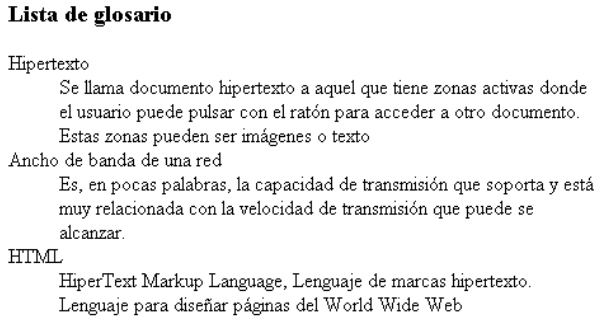 Lista de glosario
Hipertexto
Se llama documento hipertexto a aquel que tiene zonas activas donde
el usuario puede pulsar con el ratón para acceder a otro documento.
Estas zonas pueden ser imágenes o texto
Ancho de banda de una red
Es, en pocas palabras, la capacidad de transmisión que soporta y está
muy relacionada con la velocidad de transmisión que puede se
alcanzar.
HTML
HiperText Markup Language, Lenguaje de marcas hipertexto.
Lenguaje para diseñar páginas del World Wide Web